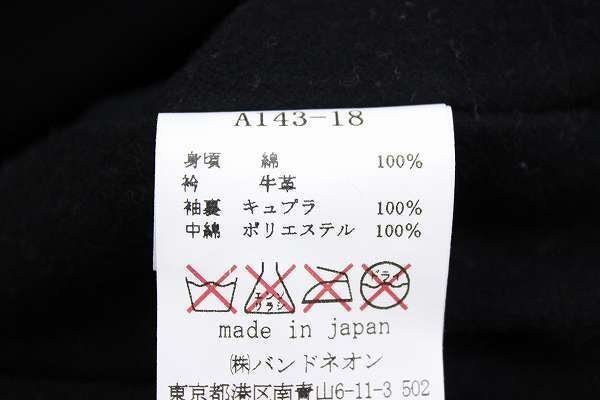 A143-18
身頃 綿 100%
衿 牛革
袖裏 キュプラ 100%
中綿 ポリエステル 100%
エンソ サラシ ドライ
made in japan
㈱バンドネオン
東京都港区南青山6-11-3 502